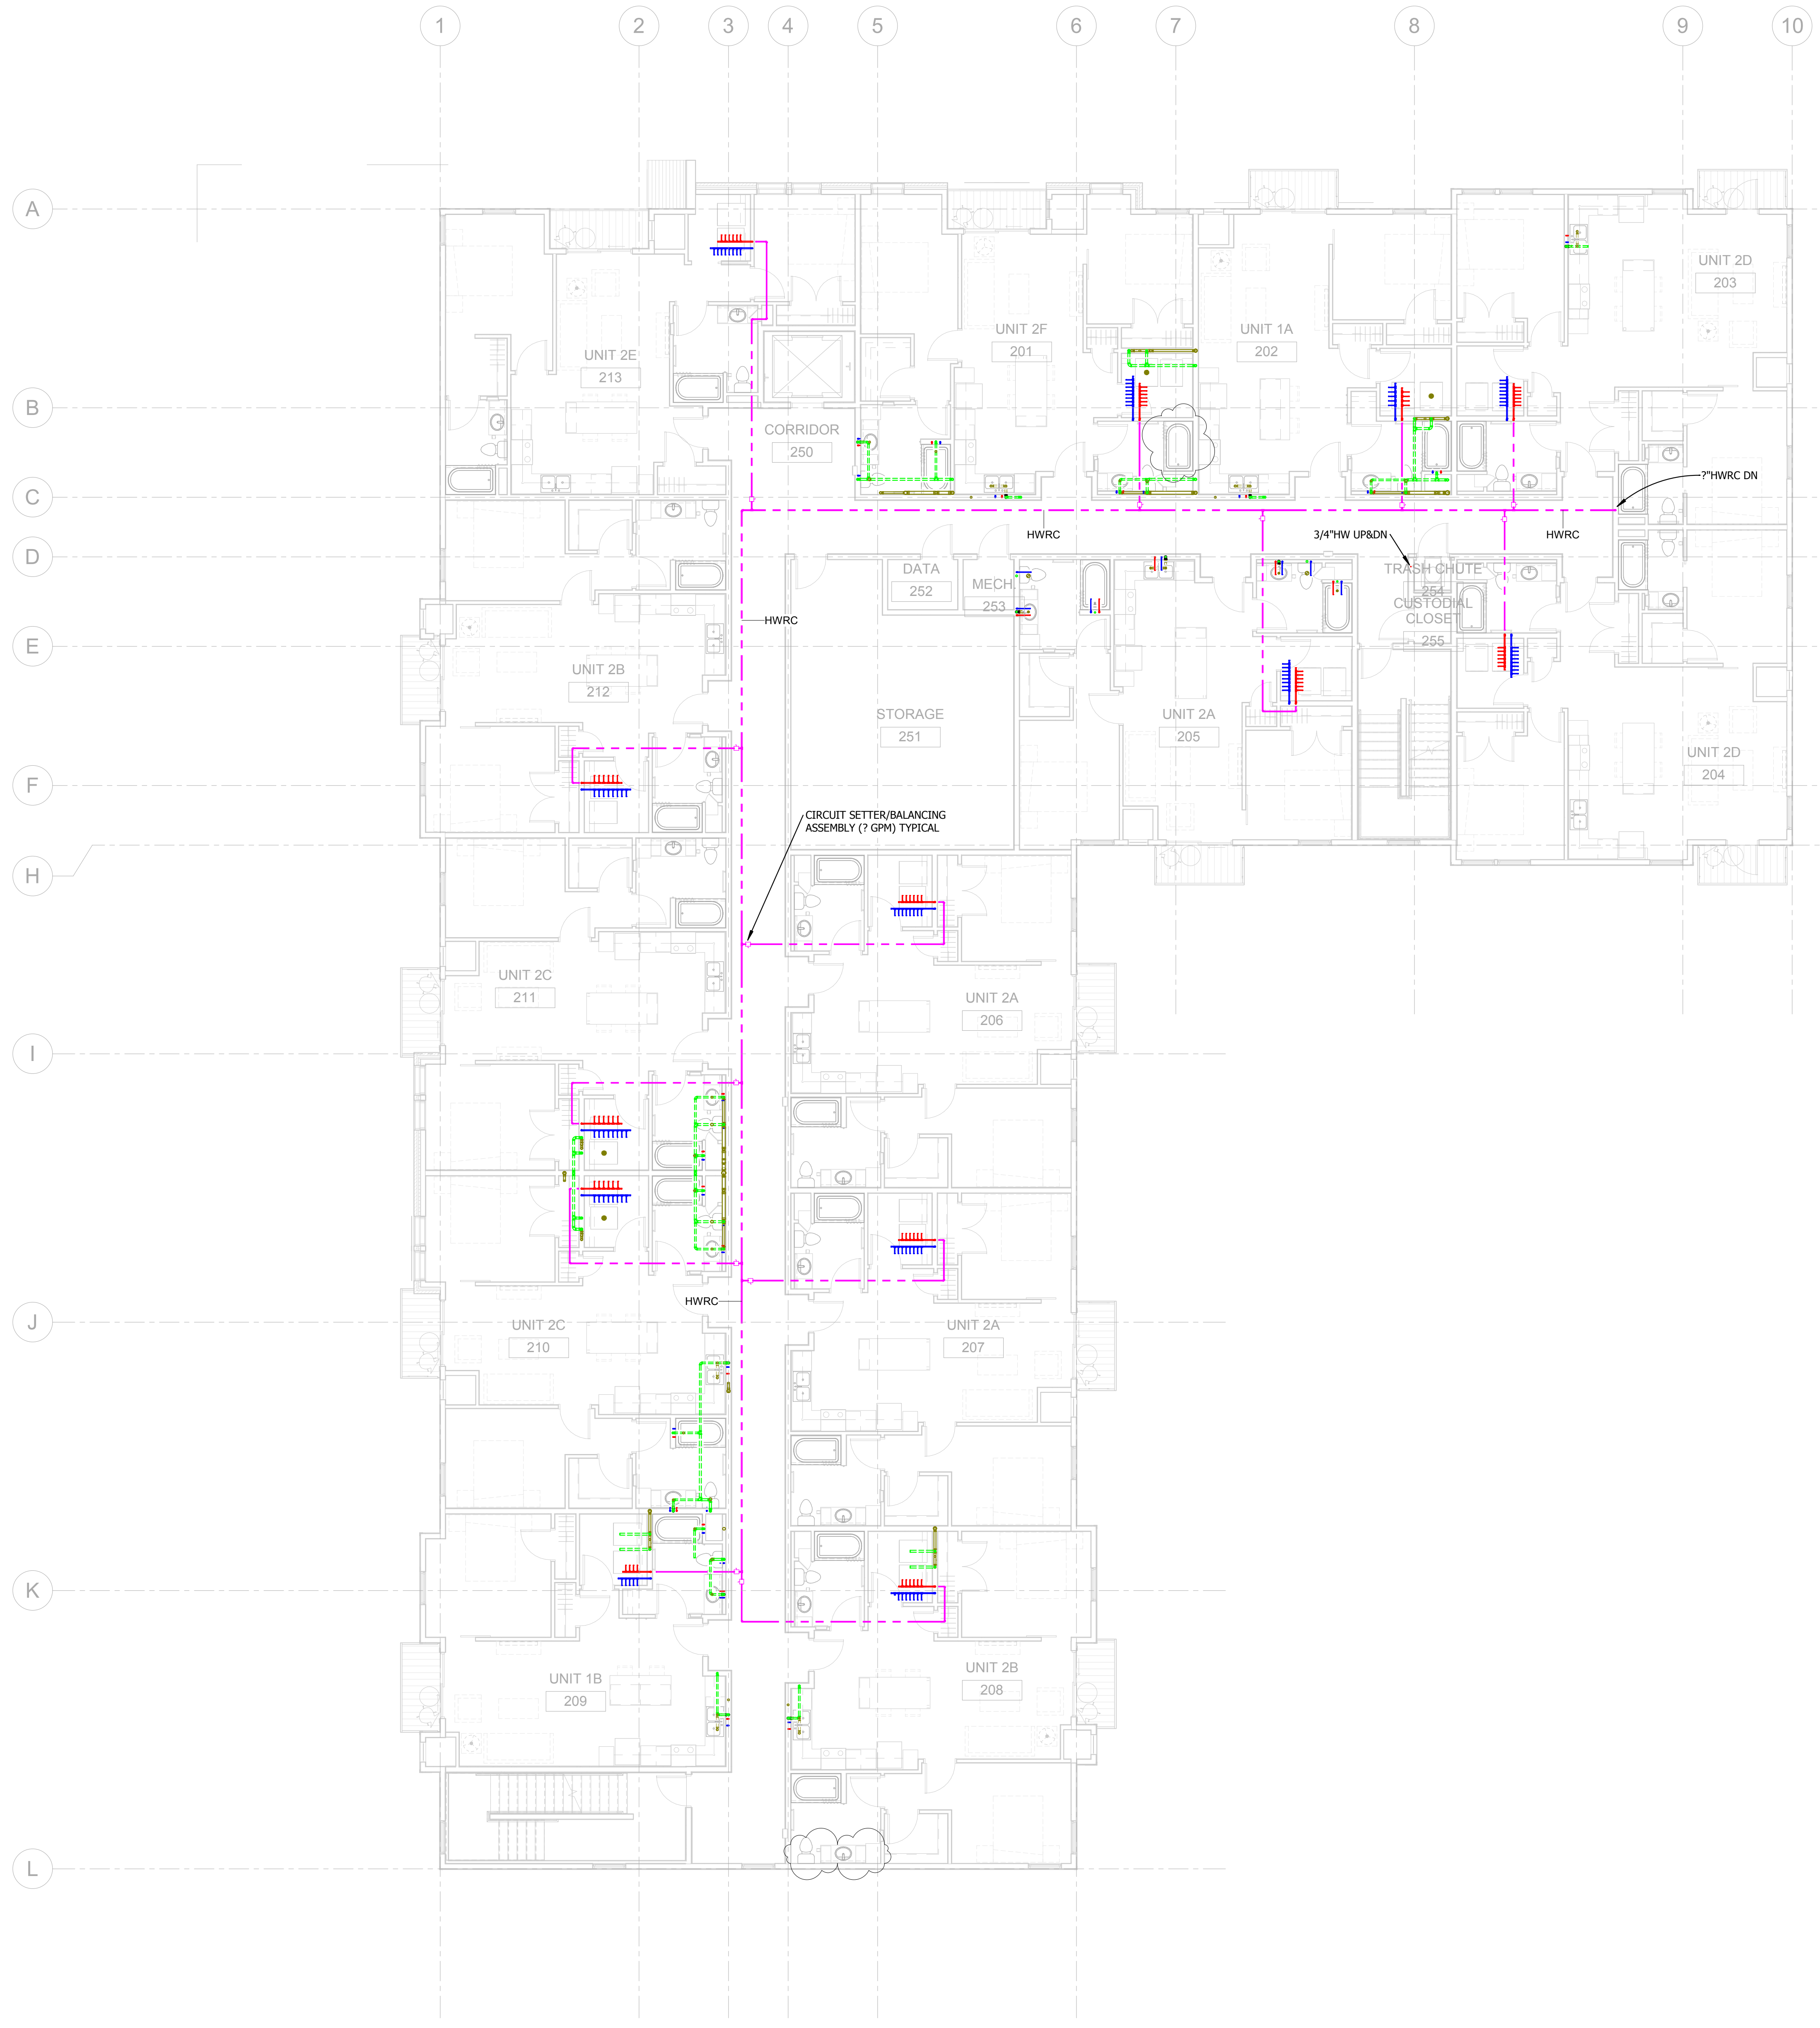 1
2
3
4
5
6
7
8
9
10
A
B
C
D
E
F
H
I
J
K
L
UNIT 2D
203
UNIT 2F
201
UNIT 1A
202
UNIT 2E
213
CORRIDOR
250
?"HWRC DN
HWRC
3/4"HW UP&DN
HWRC
DATA
252
MECH.
253
TRASH CHUTE
254
CUSTODIAL
CLOSET
255
HWRC
UNIT 2B
212
STORAGE
251
UNIT 2A
205
UNIT 2D
204
CIRCUIT SETTER/BALANCING
ASSEMBLY (? GPM) TYPICAL
UNIT 2C
211
UNIT 2A
206
HWRC
UNIT 2C
210
UNIT 2A
207
UNIT 1B
209
UNIT 2B
208